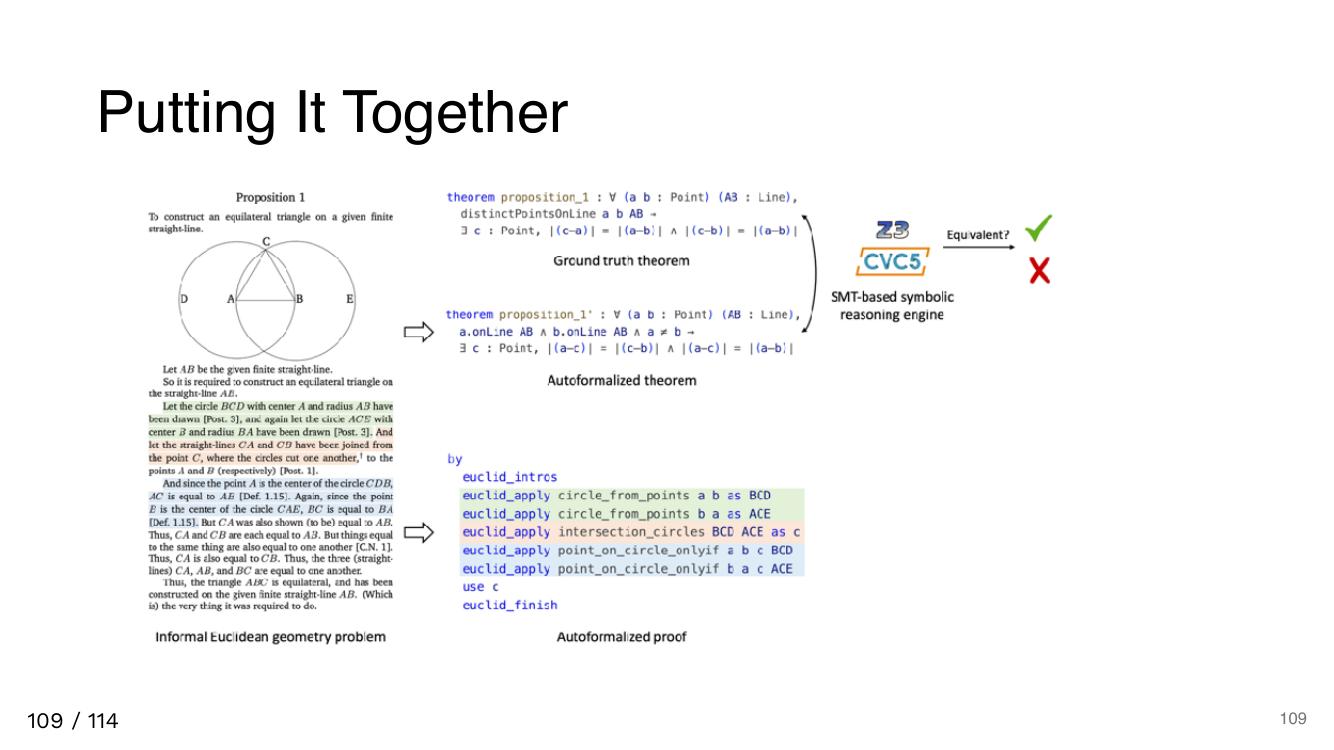 Putting It Together
Proposition 1
To construct an equilateral triangle on a given finite
straight-line.
C
D
A
B
E
Let AB be the given finite straight-line.
So it is required to construct an equilateral triangle on
the straight-line AB.
Let the circle BCD with center A and radius AB have
been drawn [Post. 3], and again let the circle ACE with
center B and radius BA have been drawn [Post. 3]. And
let the straight-lines CA and CB have been joined from
the point C, where the circles cut one another,† to the
points A and B (respectively) [Post. 1].
And since the point A is the center of the circle CDB,
AC is equal to AB [Def. 1.15]. Again, since the point
B is the center of the circle CAE, BC is equal to BA
[Def. 1.15]. But CA was also shown (to be) equal to AB.
Thus, CA and CB are each equal to AB. But things equal
to the same thing are also equal to one another [C.N. 1].
Thus, CA is also equal to CB. Thus, the three (straight-
lines) CA, AB, and BC are equal to one another.
Thus, the triangle ABC is equilateral, and has been
constructed on the given finite straight-line AB. (Which
is) the very thing it was required to do.
Informal Euclidean geometry problem
theorem proposition_1 : ∀ (a b : Point) (AB : Line),
distinctPointsOnLine a b AB →
∃ c : Point, |(c—a)| = |(a—b)| ∧ |(c—b)| = |(a—b)|
Ground truth theorem
theorem proposition_1' : ∀ (a b : Point) (AB : Line),
a.onLine AB ∧ b.onLine AB ∧ a ≠ b →
∃ c : Point, |(a—c)| = |(c—b)| ∧ |(a—c)| = |(a—b)|
Autoformalized theorem
by
euclid_intros
euclid_apply circle_from_points a b as BCD
euclid_apply circle_from_points b a as ACE
euclid_apply intersection_circles BCD ACE as c
euclid_apply point_on_circle_onlyif a b c BCD
euclid_apply point_on_circle_onlyif b a c ACE
use c
euclid_finish
Autoformalized proof
Z3
CVC5
SMT-based symbolic
reasoning engine
Equivalent?
109 / 114
109